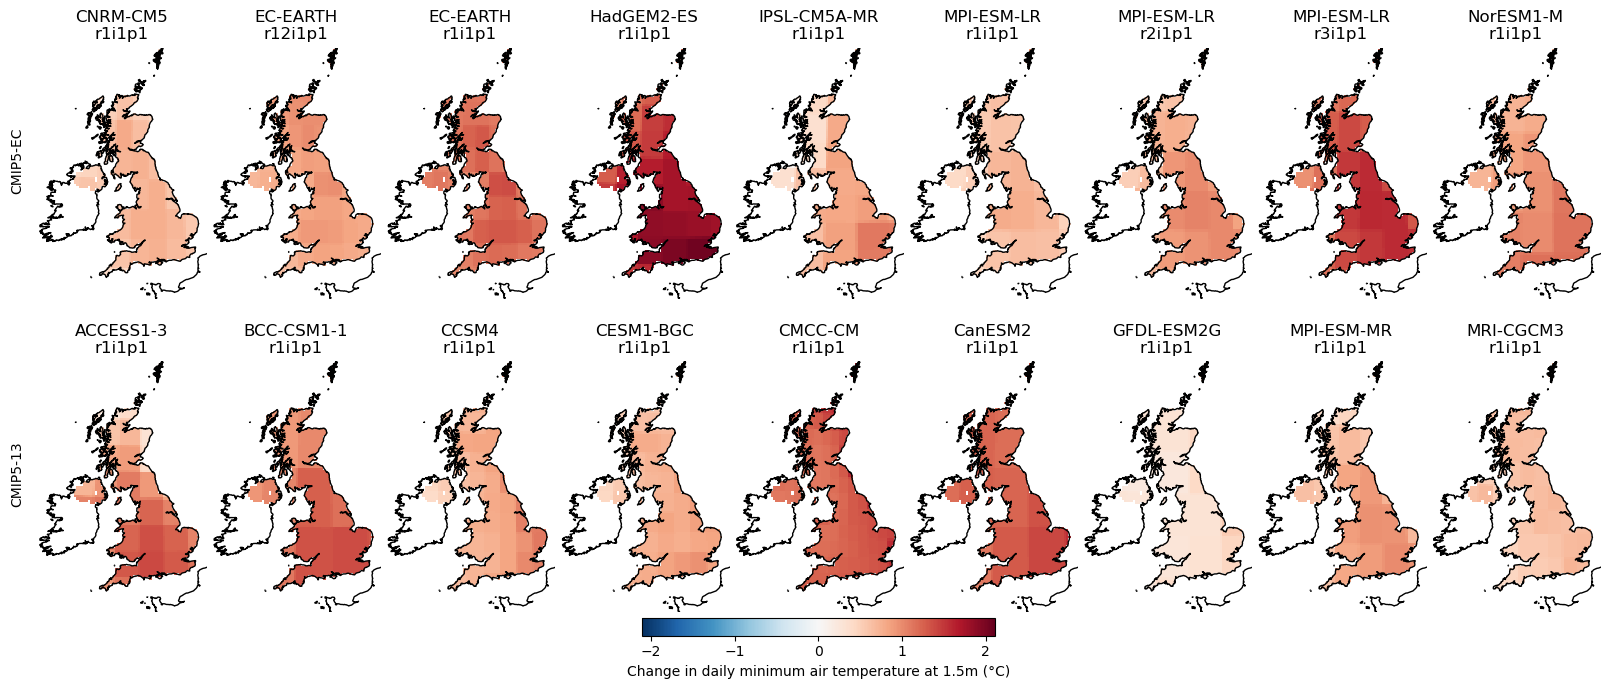 CNRM-CM5
r1i1p1
EC-EARTH
r12i1p1
EC-EARTH
r1i1p1
HadGEM2-ES
r1i1p1
IPSL-CM5A-MR
r1i1p1
MPI-ESM-LR
r1i1p1
MPI-ESM-LR
r2i1p1
MPI-ESM-LR
r3i1p1
NorESM1-M
r1i1p1
CMIP5-EC
ACCESS1-3
r1i1p1
BCC-CSM1-1
r1i1p1
CCSM4
r1i1p1
CESM1-BGC
r1i1p1
CMCC-CM
r1i1p1
CanESM2
r1i1p1
GFDL-ESM2G
r1i1p1
MPI-ESM-MR
r1i1p1
MRI-CGCM3
r1i1p1
CMIP5-13
−2 −1 0 1 2
Change in daily minimum air temperature at 1.5m (°C)